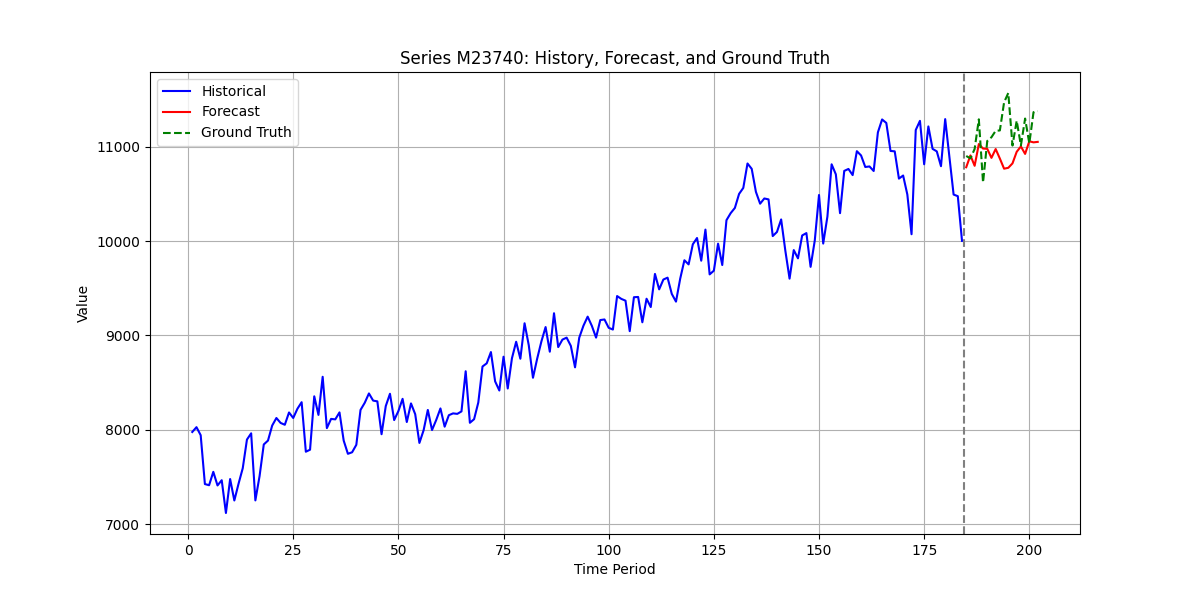 Series M23740: History, Forecast, and Ground Truth
Historical
Forecast
Ground Truth
11000
10000
9000
8000
7000
Value
0 25 50 75 100 125 150 175 200
Time Period